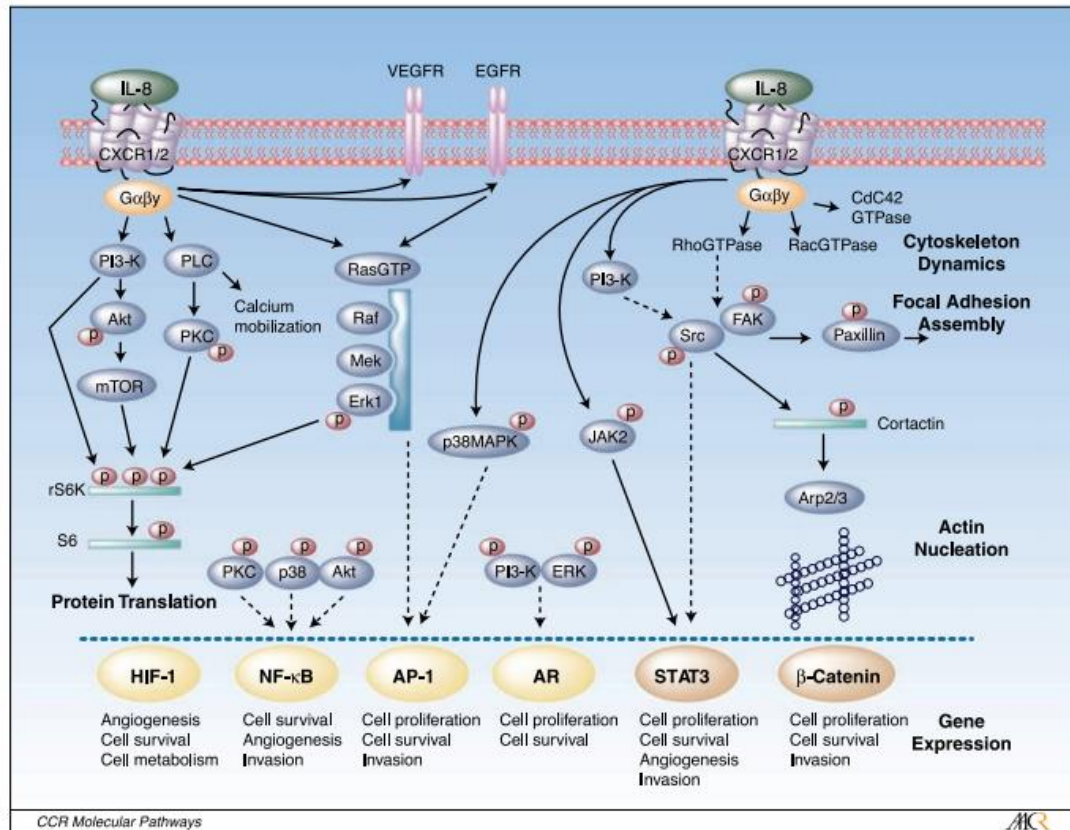 VEGFR EGFR
IL-8
IL-8
CXCR1/2
CXCR1/2
Gαβγ
Gαβγ
CdC42
GTPase
RhoGTPase
RacGTPase
Cytoskeleton
Dynamics
PI3-K
PLC
RasGTP
PI3-K
Calcium
mobilization
Akt
p
PKC
p
Raf
Mek
Erk1
p
mTOR
p
FAK
Src
p
p
Paxillin
Focal Adhesion
Assembly
p
p38MAPK
p
JAK2
p
Cortactin
Arp2/3
p p p
rS6K
p
S6
Protein Translation
p p p
PKC p38 Akt
p p
PI3-K ERK
Actin
Nucleation
HIF-1
Angiogenesis
Cell survival
Cell metabolism
NF-κB
Cell survival
Angiogenesis
Invasion
AP-1
Cell proliferation
Cell survival
Invasion
AR
Cell proliferation
Cell survival
STAT3
Cell proliferation
Cell survival
Angiogenesis
Invasion
β-Catenin
Cell proliferation
Cell survival
Invasion
Gene
Expression
CCR Molecular Pathways